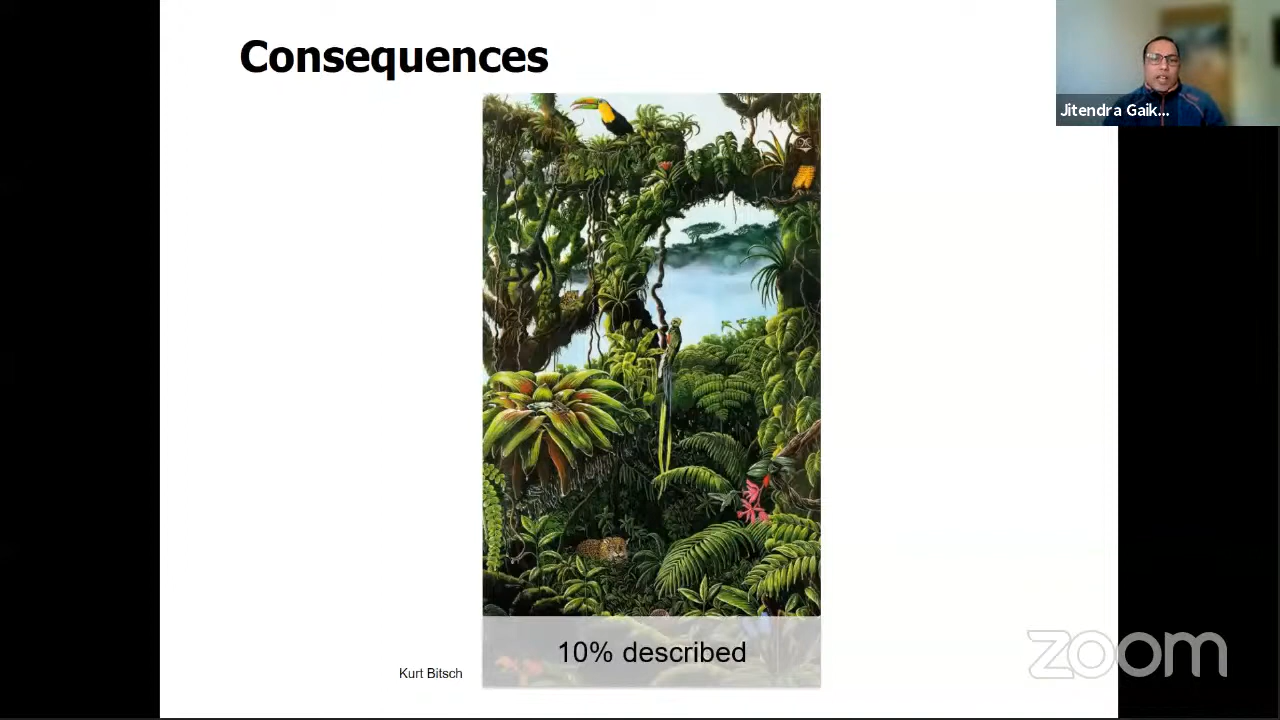 Consequences
Jitendra Gaik...
10% described
Kurt Bitsch
zoom